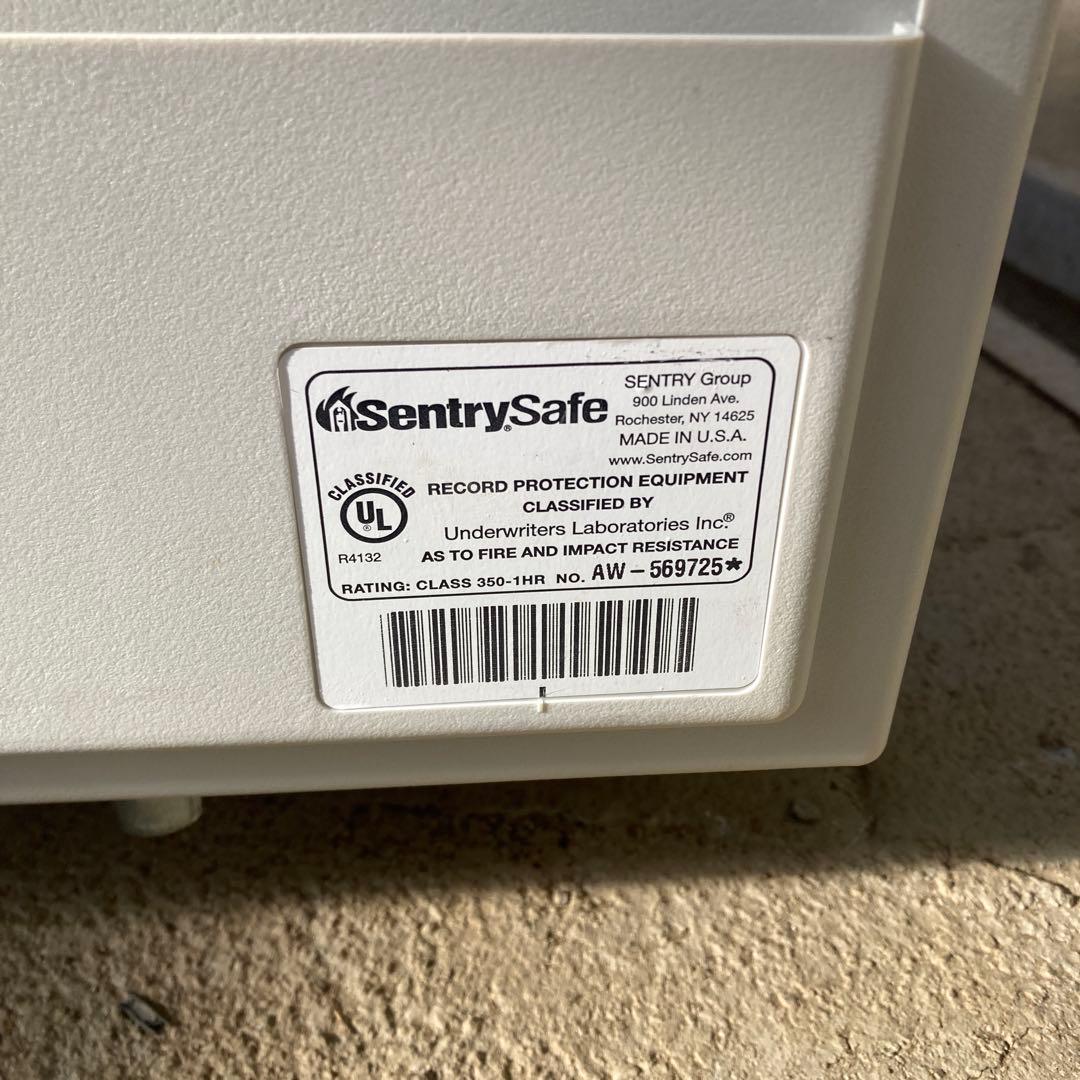 SentrySafe®
SENTRY Group
900 Linden Ave.
Rochester, NY 14625
MADE IN U.S.A.
www.SentrySafe.com
CLASSIFIED
UL®
R4132
RECORD PROTECTION EQUIPMENT
CLASSIFIED BY
Underwriters Laboratories Inc.®
AS TO FIRE AND IMPACT RESISTANCE
RATING: CLASS 350-1HR NO. AW-569725*